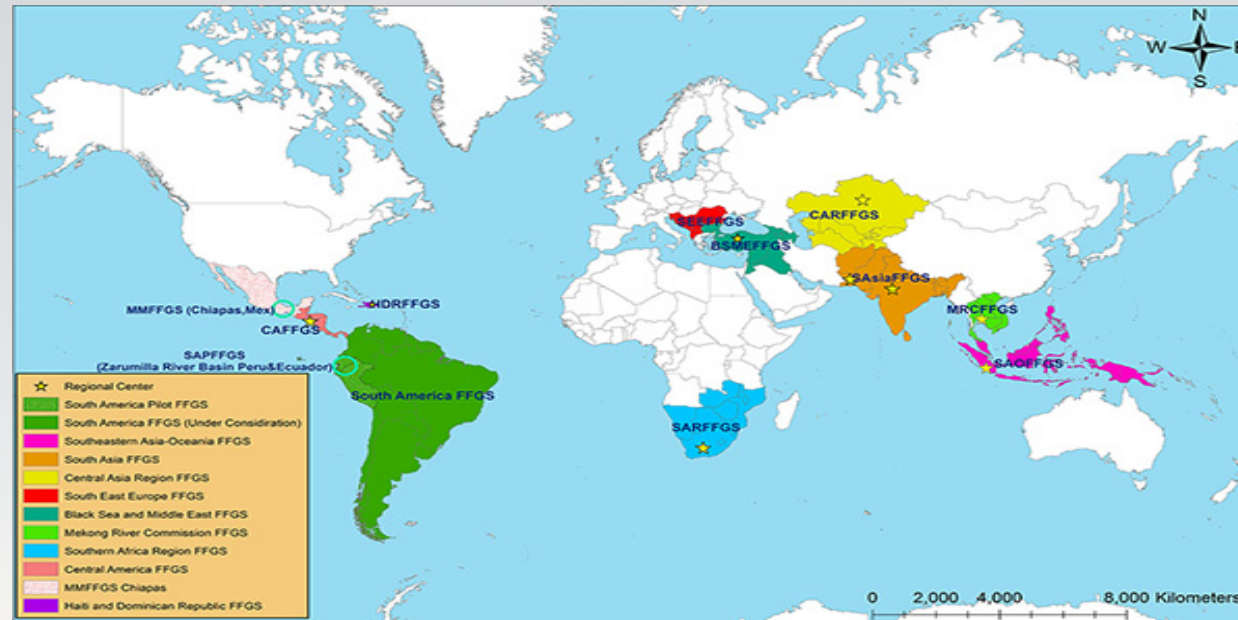 N
W E
S
CARFFGS
SEEFFGS
BSMEFFGS
SAsiaFFGS
HDRFFGS
MMFFGS (Chiapas,Mex)
MRCFFGS
CAFFGS
SAPFFGS
(Zarumilla River Basin Peru&Ecuador)
SAOFFGS
South America FFGS
SARFFGS
Regional Center
South America Pilot FFGS
South America FFGS (Under Considiration)
Southeastern Asia-Oceania FFGS
South Asia FFGS
Central Asia Region FFGS
South East Europe FFGS
Black Sea and Middle East FFGS
Mekong River Commission FFGS
Southern Africa Region FFGS
Central America FFGS
MMFFGS Chiapas
Haiti and Dominican Republic FFGS
0 2,000 4,000 8,000 Kilometers